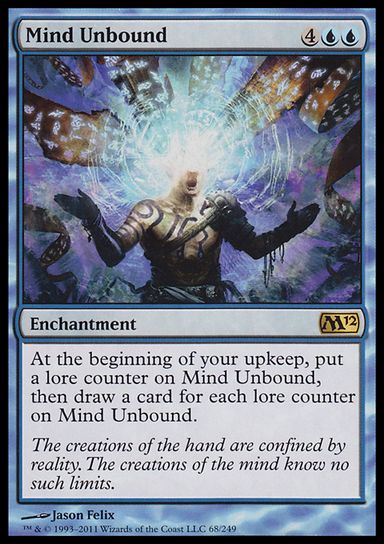 Mind Unbound 4
Enchantment M12
At the beginning of your upkeep, put
a lore counter on Mind Unbound,
then draw a card for each lore counter
on Mind Unbound.
The creations of the hand are confined by
reality. The creations of the mind know no
such limits.
Jason Felix
™ & © 1993–2011 Wizards of the Coast LLC 68/249